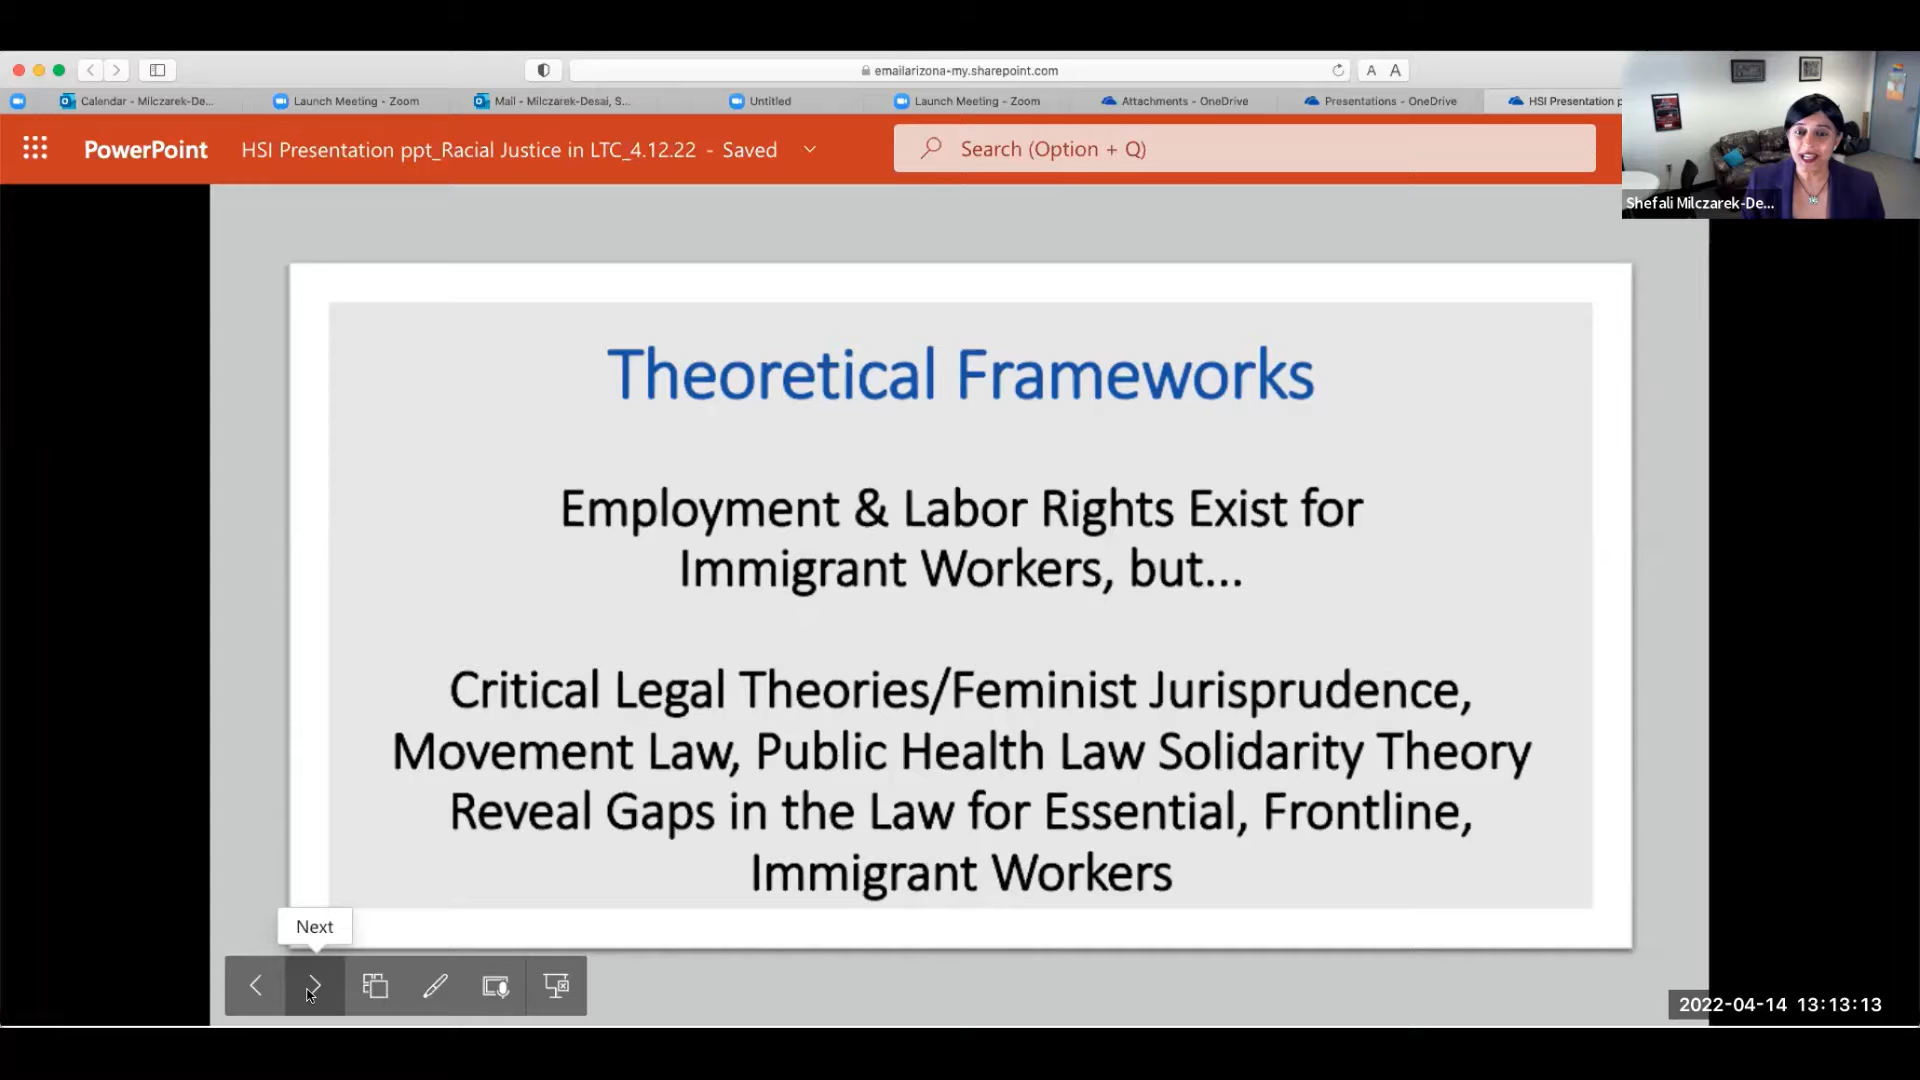 emailarizona-my.sharepoint.com
A A
Calendar - Milczarek-De...
Launch Meeting - Zoom
Mail - Milczarek-Desai, S...
Untitled
Launch Meeting - Zoom
Attachments - OneDrive
Presentations - OneDrive
HSI Presentation p
PowerPoint
HSI Presentation ppt_Racial Justice in LTC_4.12.22 - Saved
Search (Option + Q)
Shefali Milczarek-De...
Theoretical Frameworks
Employment & Labor Rights Exist for
Immigrant Workers, but...
Critical Legal Theories/Feminist Jurisprudence,
Movement Law, Public Health Law Solidarity Theory
Reveal Gaps in the Law for Essential, Frontline,
Immigrant Workers
Next
2022-04-14 13:13:13